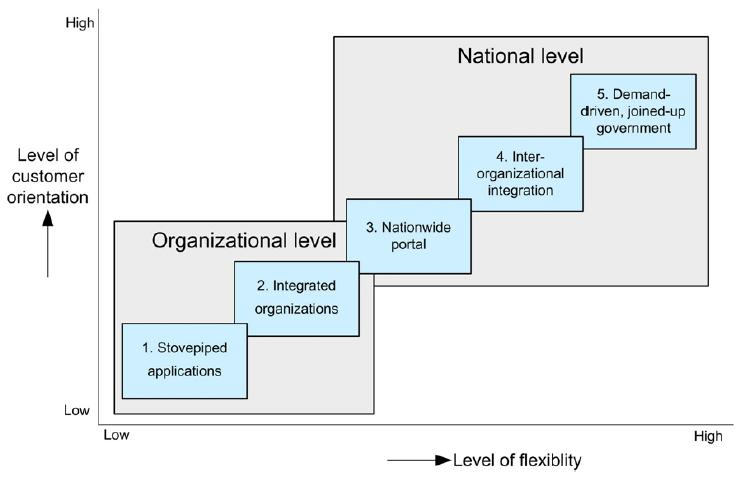 High
National level
5. Demand-
driven, joined-up
government
4. Inter-
organizational
integration
Level of
customer
orientation
3. Nationwide
portal
Organizational level
2. Integrated
organizations
1. Stovepiped
applications
Low
Low
High
Level of flexiblity